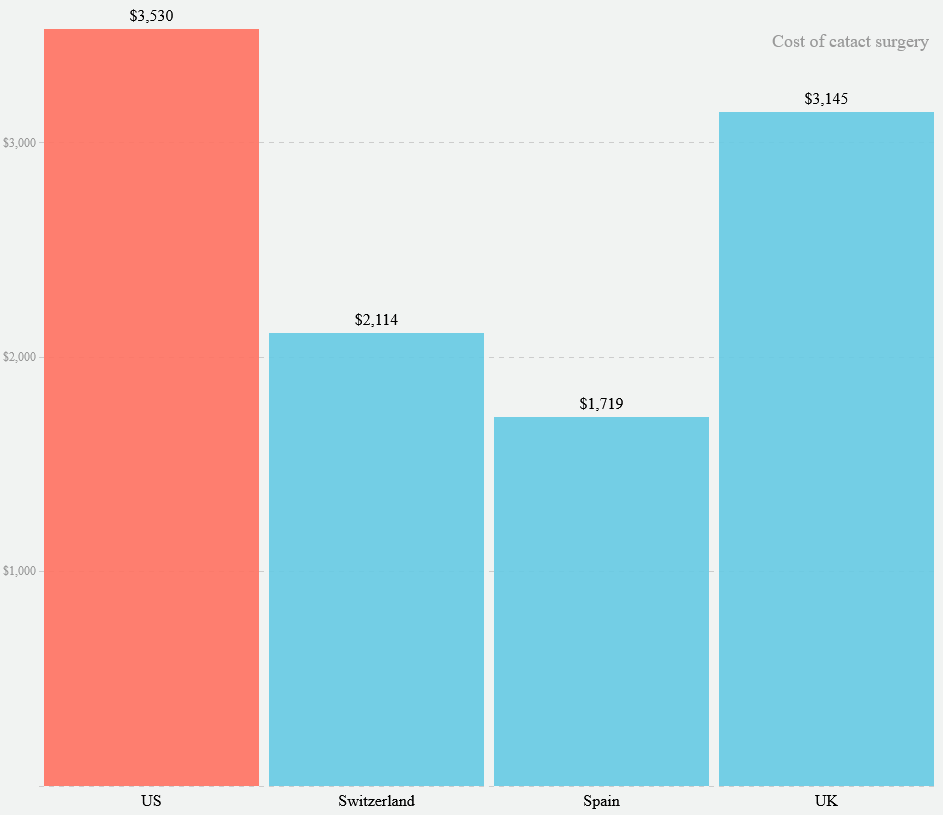 $3,530
Cost of catact surgery
$3,145
$3,000
$2,114
$2,000
$1,719
$1,000
US
Switzerland
Spain
UK